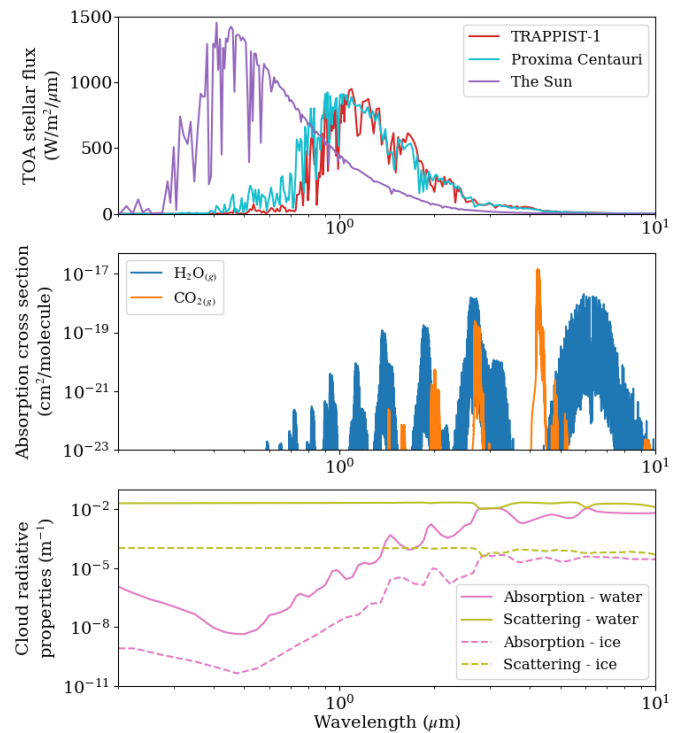 TOA stellar flux
(W/m²/μm)
1500
1000
500
0
TRAPPIST-1
Proxima Centauri
The Sun
10⁰
10¹
Absorption cross section
(cm²/molecule)
10⁻¹⁷
10⁻¹⁹
10⁻²¹
10⁻²³
H₂O₍g₎
CO₂₍g₎
10⁰
10¹
Cloud radiative
properties (m⁻¹)
10⁻²
10⁻⁵
10⁻⁸
10⁻¹¹
Absorption - water
Scattering - water
Absorption - ice
Scattering - ice
10⁰
10¹
Wavelength (μm)